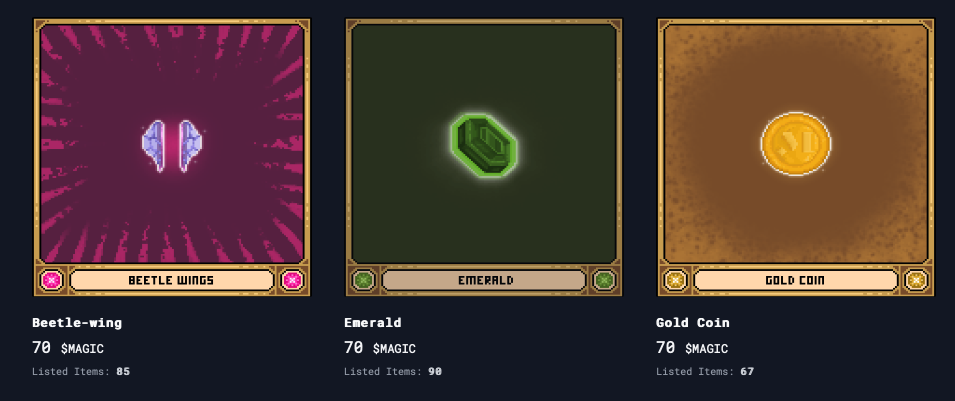 BEETLE WINGS
EMERALD
GOLD COIN
Beetle-wing
70 $MAGIC
Listed Items: 85
Emerald
70 $MAGIC
Listed Items: 90
Gold Coin
70 $MAGIC
Listed Items: 67